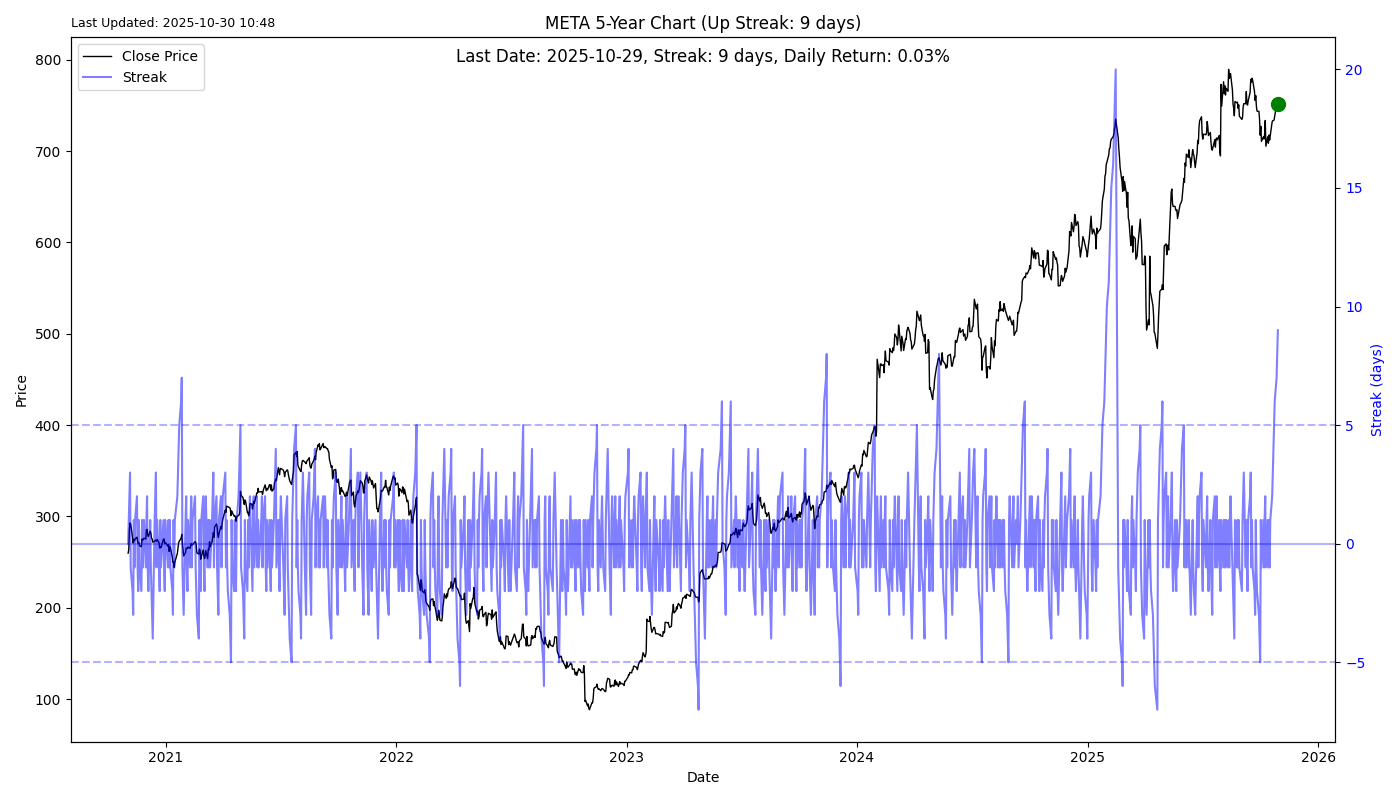 Last Updated: 2025-10-30 10:48
META 5-Year Chart (Up Streak: 9 days)
Last Date: 2025-10-29, Streak: 9 days, Daily Return: 0.03%
Close Price
Streak
Price
800
700
600
500
400
300
200
100
20
15
10
5
0
−5
Streak (days)
2021
2022
2023
2024
2025
2026
Date